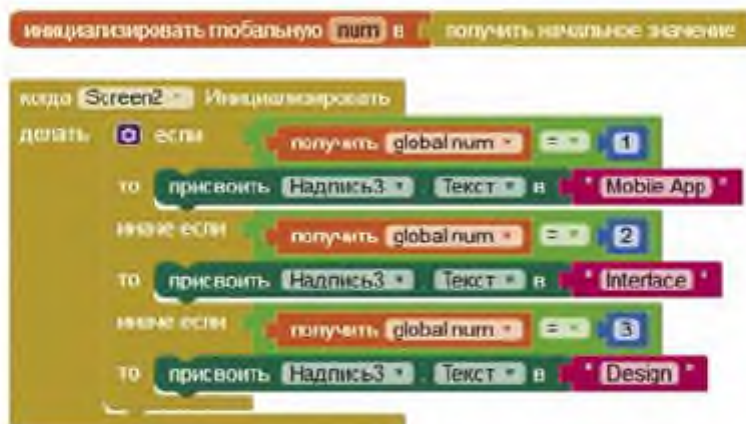 инициализировать глобальную num в получить начальное значение
когда Screen2 Инициализировать
делать если получить global num = 1
то присвоить Надпись3 . Текст в " Mobile App "
иначе если получить global num = 2
то присвоить Надпись3 . Текст в " Interface "
иначе если получить global num = 3
то присвоить Надпись3 . Текст в " Design "